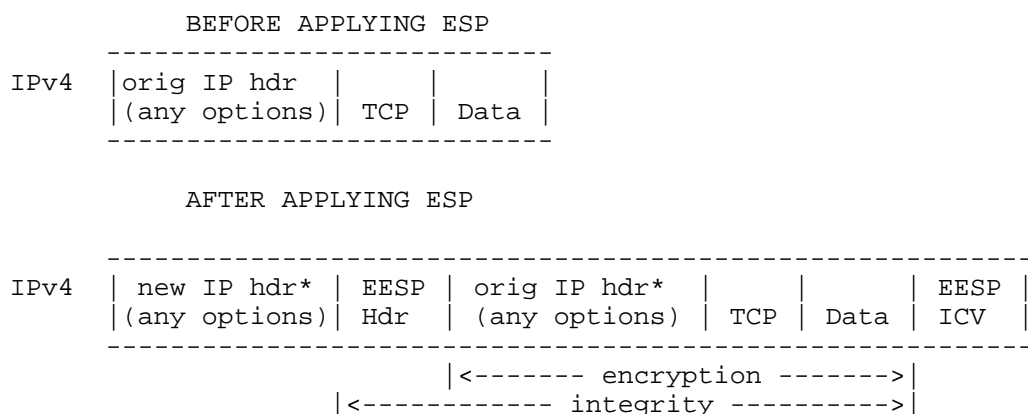 BEFORE APPLYING ESP
      ----------------------------
IPv4  |orig IP hdr  |     |      |
      |(any options)| TCP | Data |
      ----------------------------
           AFTER APPLYING ESP
      ----------------------------------------------------------
IPv4  | new IP hdr* | EESP | orig IP hdr*  |     |      | EESP |
      |(any options)| Hdr  | (any options) | TCP | Data | ICV  |
      ----------------------------------------------------------
                           |<------- encryption ------->|
                    |<------------ integrity ---------->|